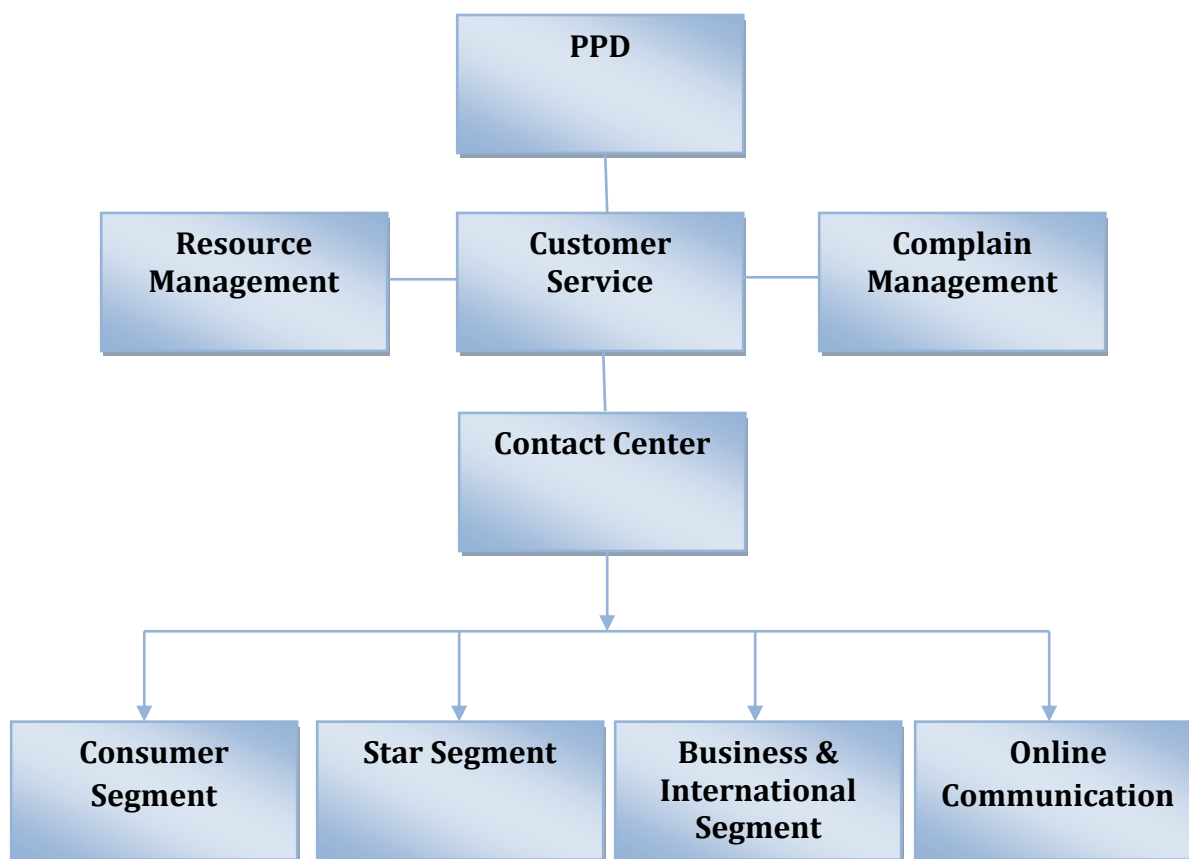 PPD
Resource
Management
Customer
Service
Complain
Management
Contact Center
Consumer
Segment
Star Segment
Business &
International
Segment
Online
Communication